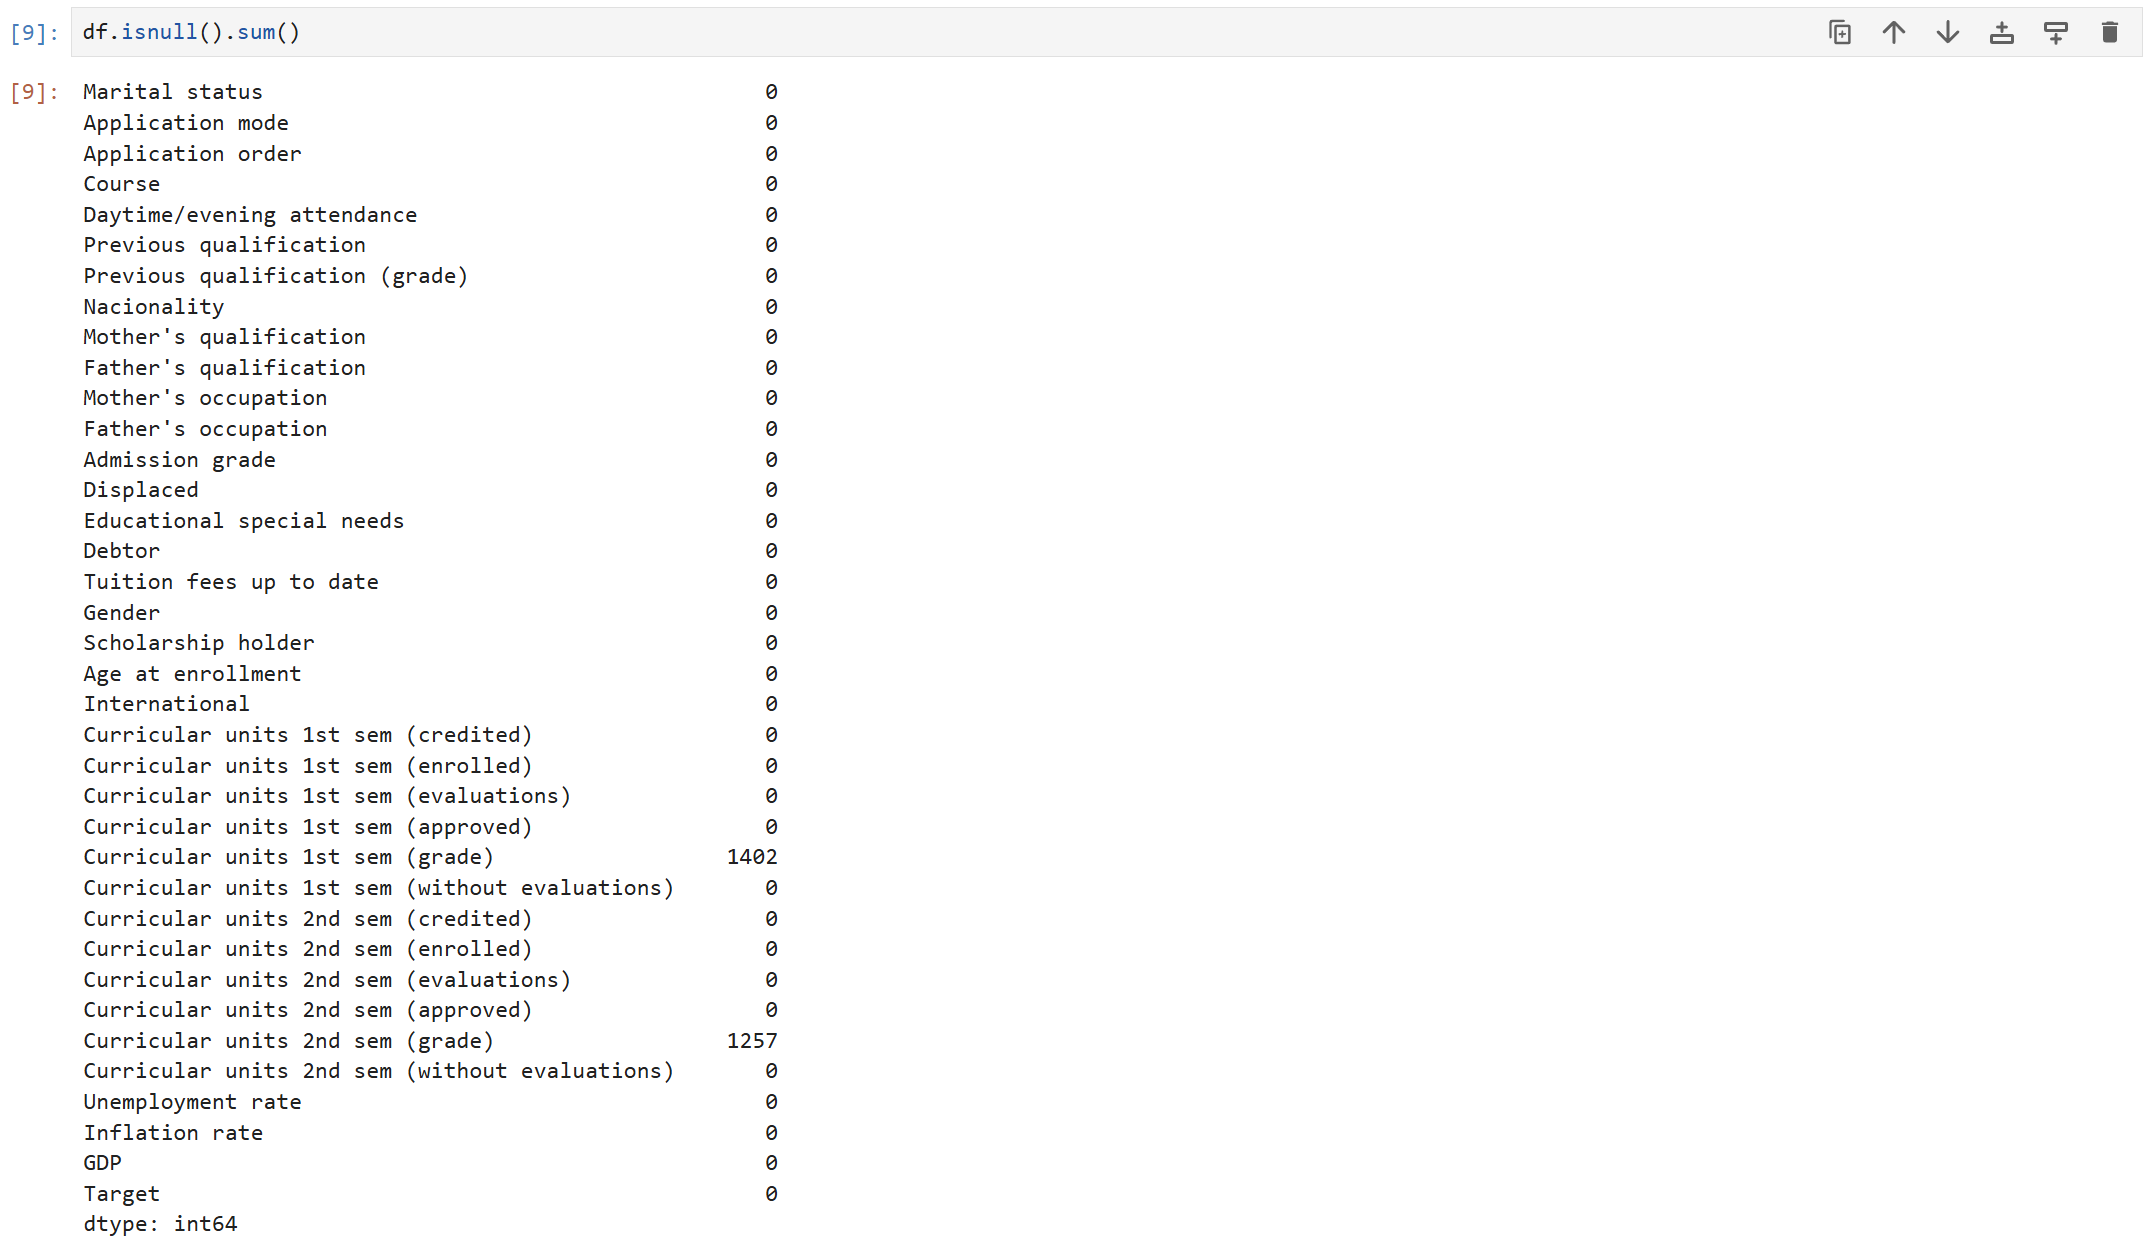 [9]: df.isnull().sum()
[9]: Marital status 0
Application mode 0
Application order 0
Course 0
Daytime/evening attendance 0
Previous qualification 0
Previous qualification (grade) 0
Nacionality 0
Mother's qualification 0
Father's qualification 0
Mother's occupation 0
Father's occupation 0
Admission grade 0
Displaced 0
Educational special needs 0
Debtor 0
Tuition fees up to date 0
Gender 0
Scholarship holder 0
Age at enrollment 0
International 0
Curricular units 1st sem (credited) 0
Curricular units 1st sem (enrolled) 0
Curricular units 1st sem (evaluations) 0
Curricular units 1st sem (approved) 0
Curricular units 1st sem (grade) 1402
Curricular units 1st sem (without evaluations) 0
Curricular units 2nd sem (credited) 0
Curricular units 2nd sem (enrolled) 0
Curricular units 2nd sem (evaluations) 0
Curricular units 2nd sem (approved) 0
Curricular units 2nd sem (grade) 1257
Curricular units 2nd sem (without evaluations) 0
Unemployment rate 0
Inflation rate 0
GDP 0
Target 0
dtype: int64